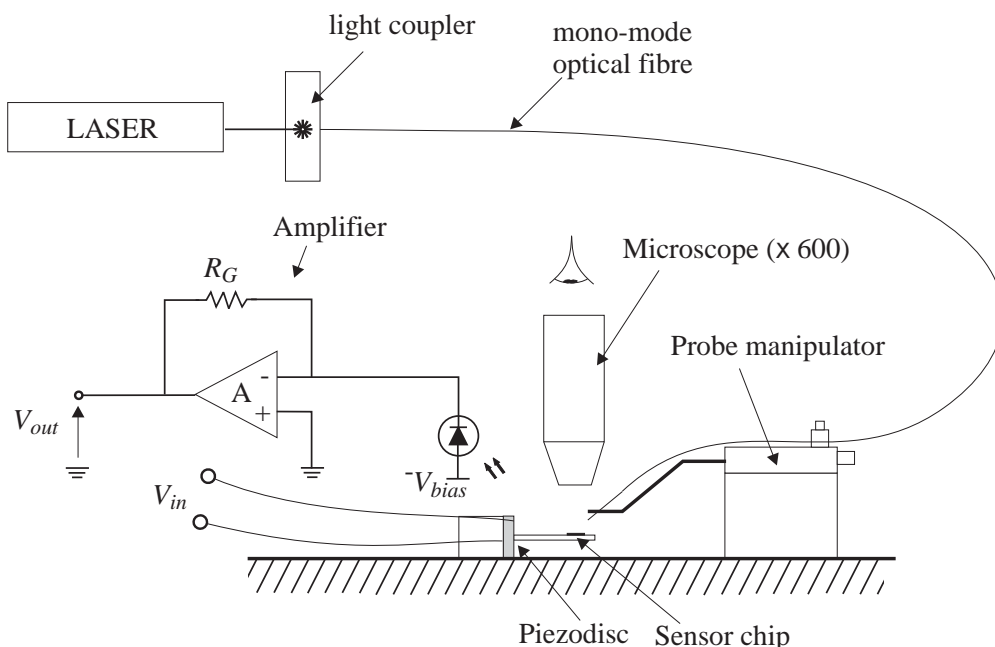 light coupler
mono-mode
optical fibre
LASER
Amplifier
Microscope (x 600)
R_G
Probe manipulator
A
-
+
V_out
-V_bias
V_in
Piezodisc
Sensor chip